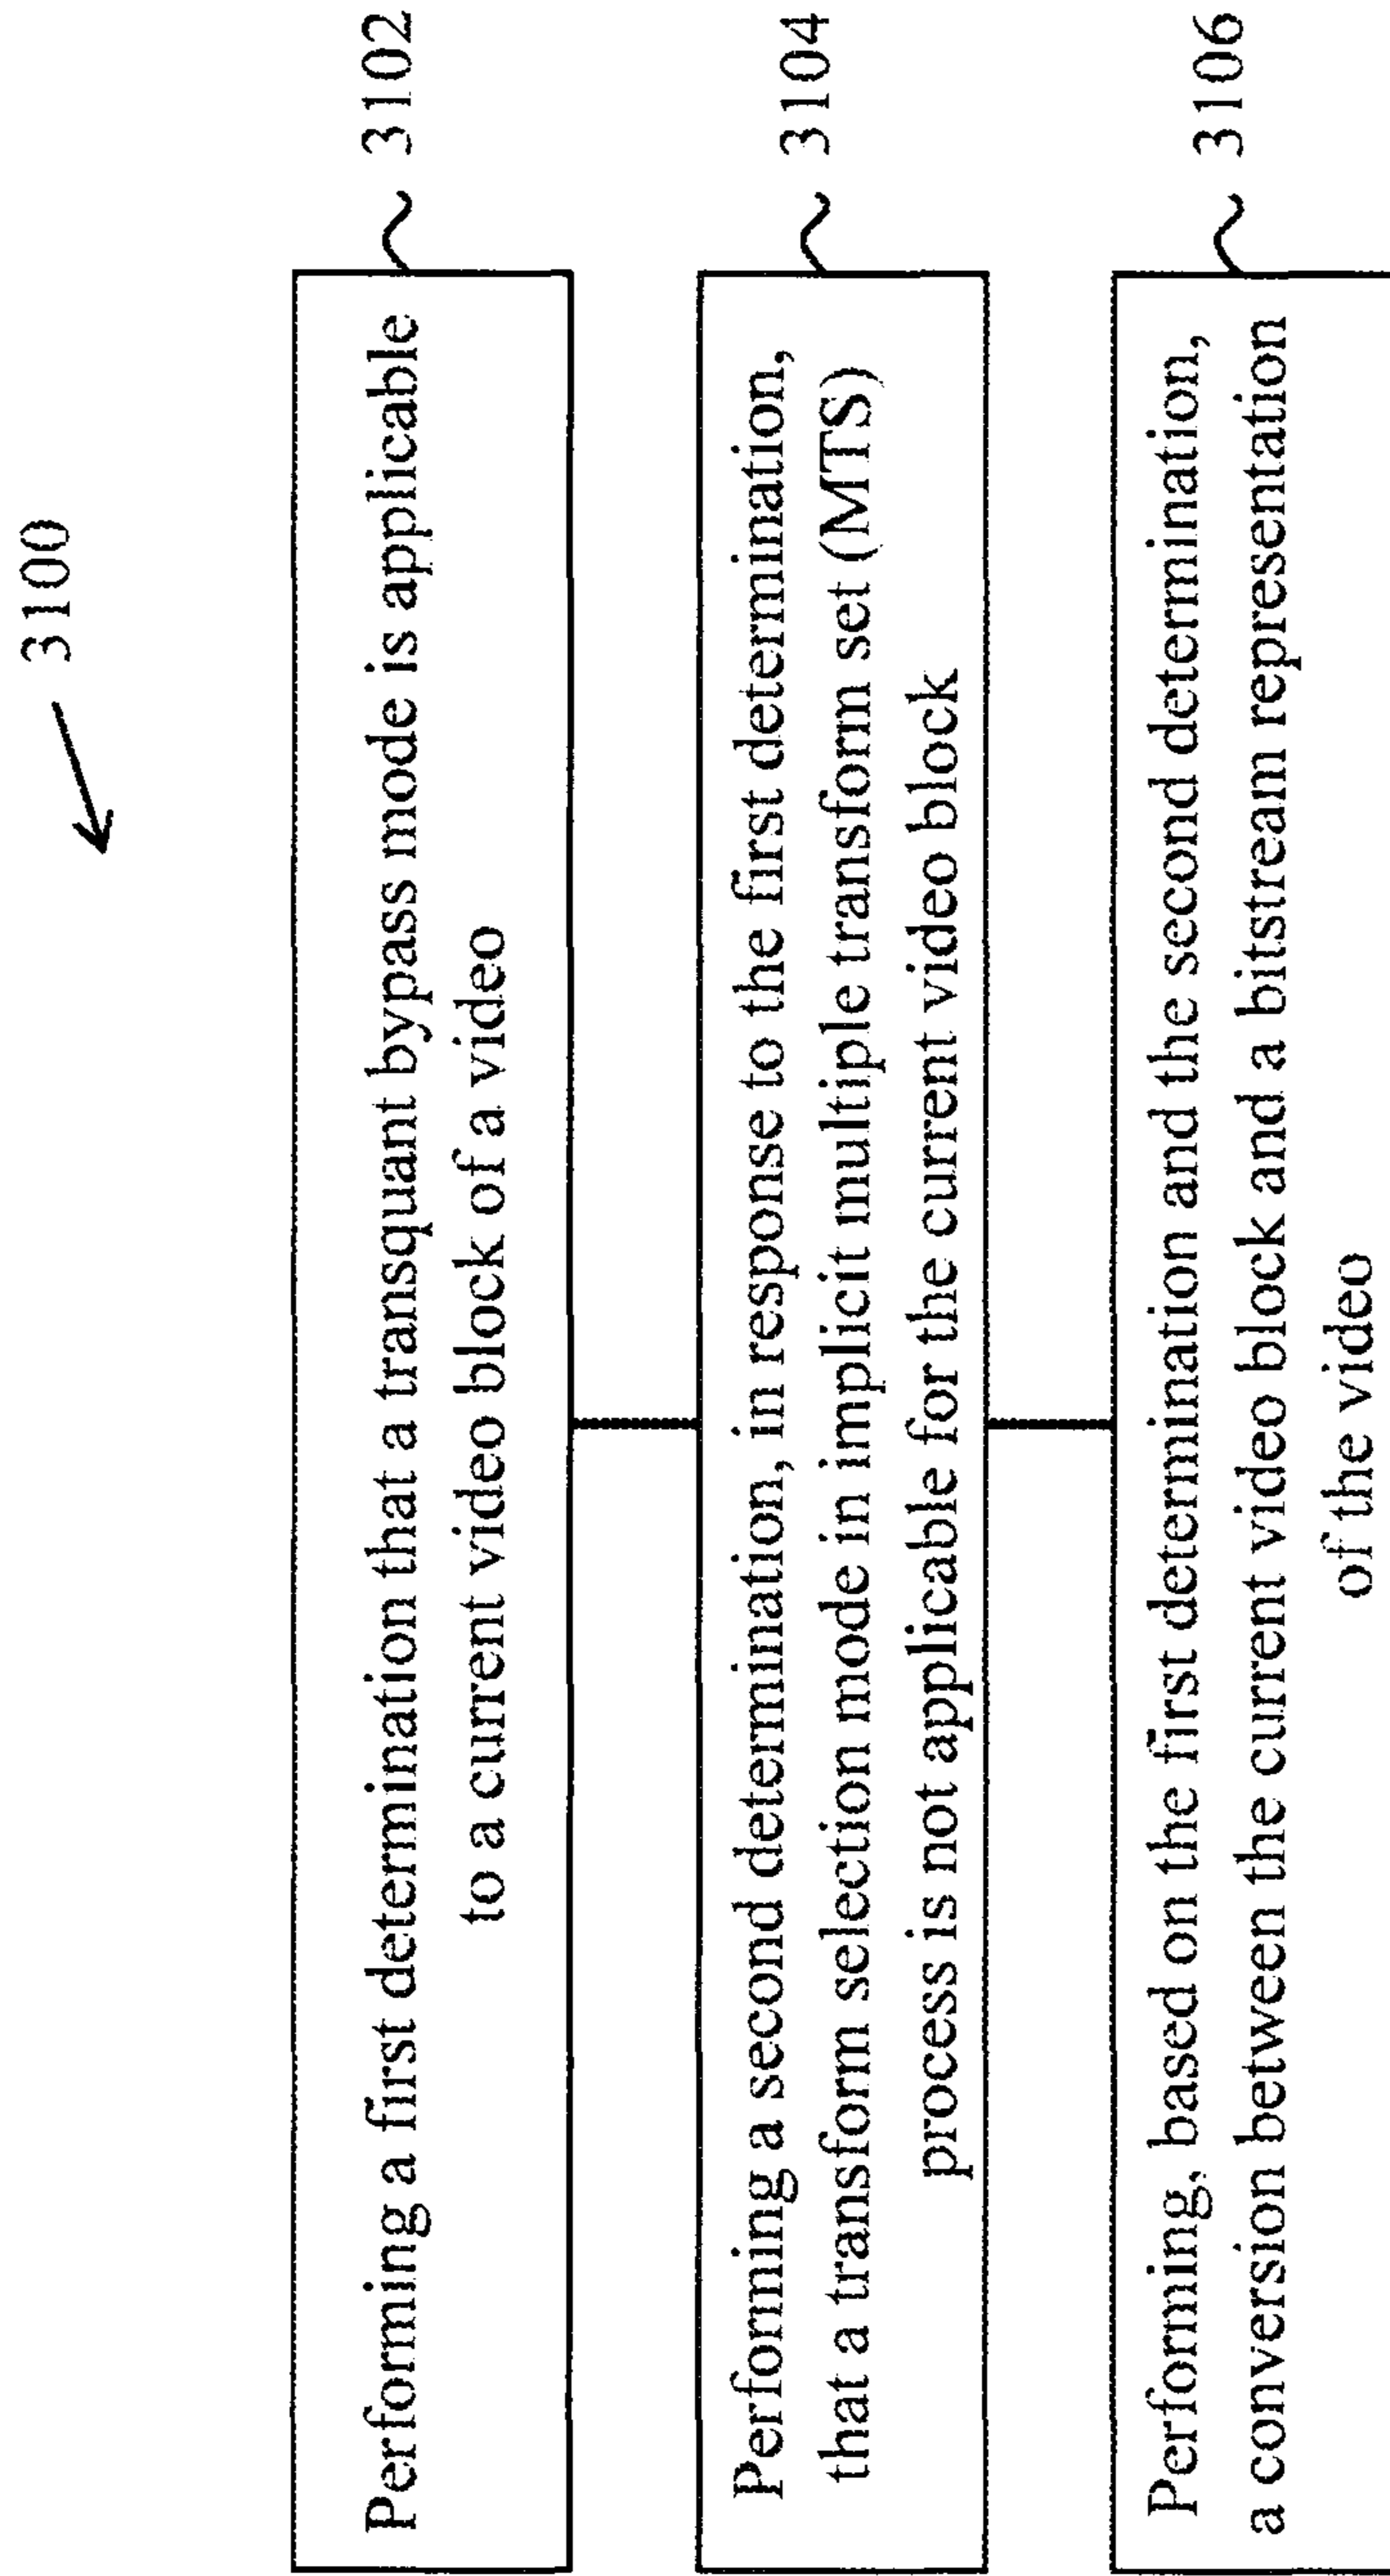 3100
Performing a first determination that a transquant bypass mode is applicable
to a current video block of a video
3102
Performing a second determination, in response to the first determination,
that a transform selection mode in implicit multiple transform set (MTS)
process is not applicable for the current video block
3104
Performing, based on the first determination and the second determination,
a conversion between the current video block and a bitstream representation
of the video
3106